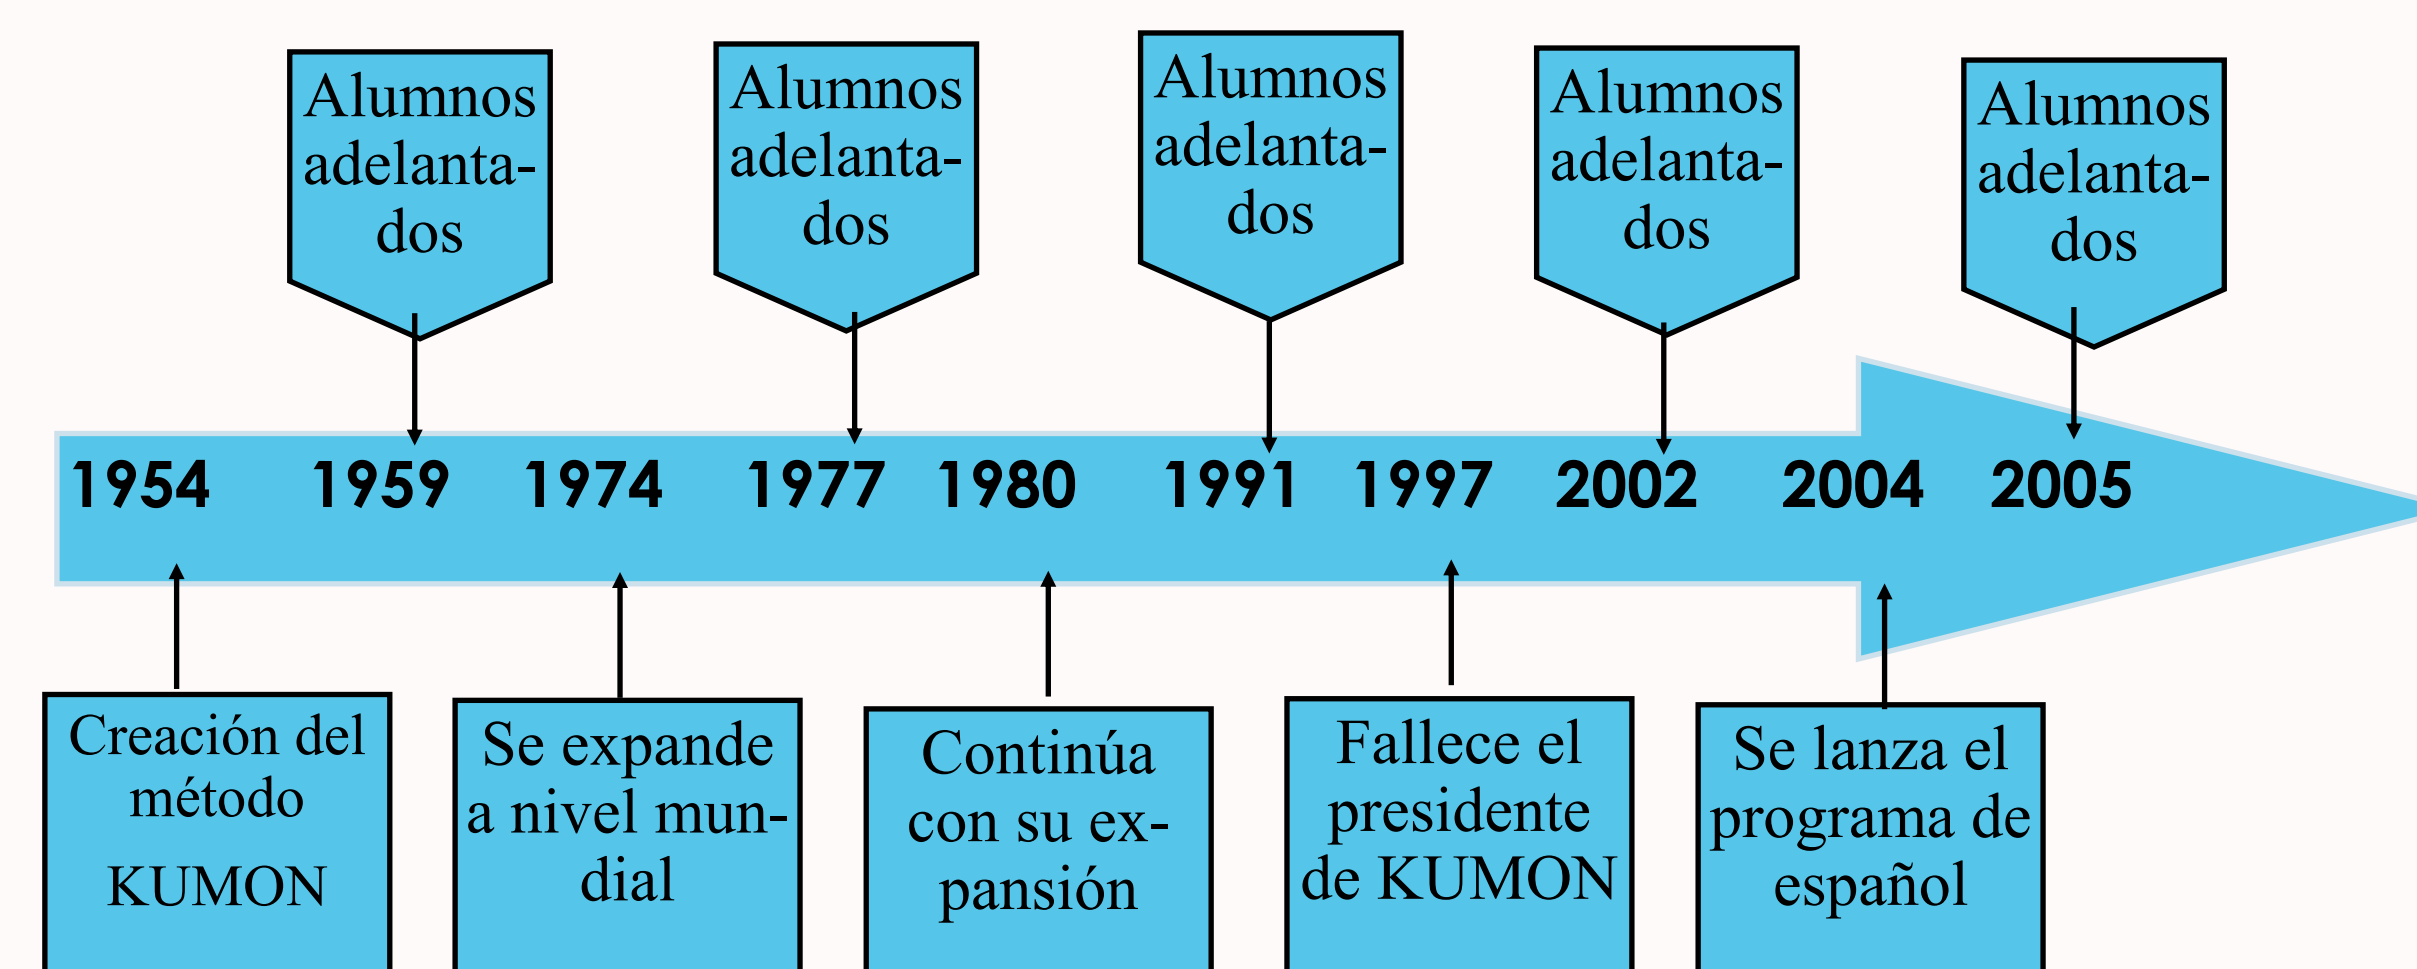 Alumnos
adelanta-
dos
Alumnos
adelanta-
dos
Alumnos
adelanta-
dos
Alumnos
adelanta-
dos
Alumnos
adelanta-
dos
1954 1959 1974 1977 1980 1991 1997 2002 2004 2005
Creación del
método
KUMON
Se expande
a nivel mun-
dial
Continúa
con su ex-
pansión
Fallece el
presidente
de KUMON
Se lanza el
programa de
español